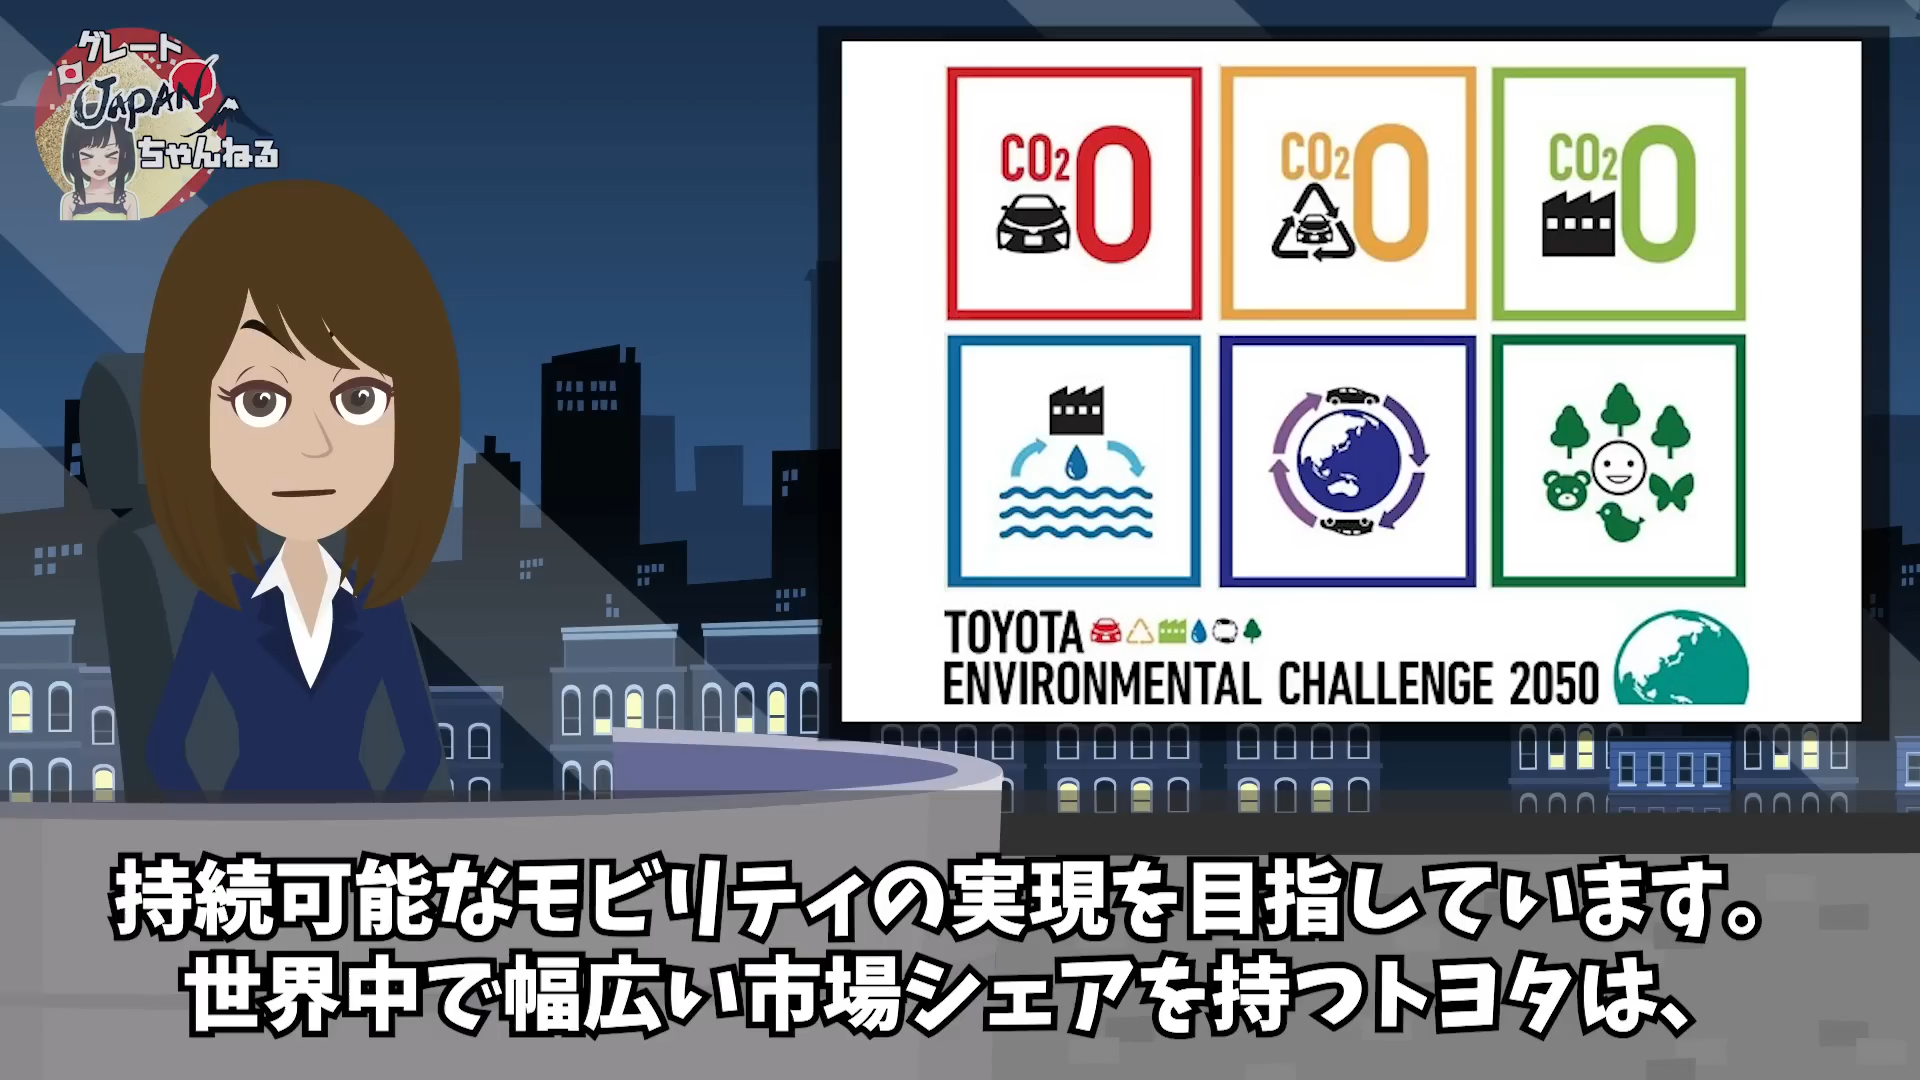 グレート
JAPAN
ちゃんねる
CO2 0
CO2 0
CO2 0
TOYOTA
ENVIRONMENTAL CHALLENGE 2050
持続可能なモビリティの実現を目指しています。
世界中で幅広い市場シェアを持つトヨタは、